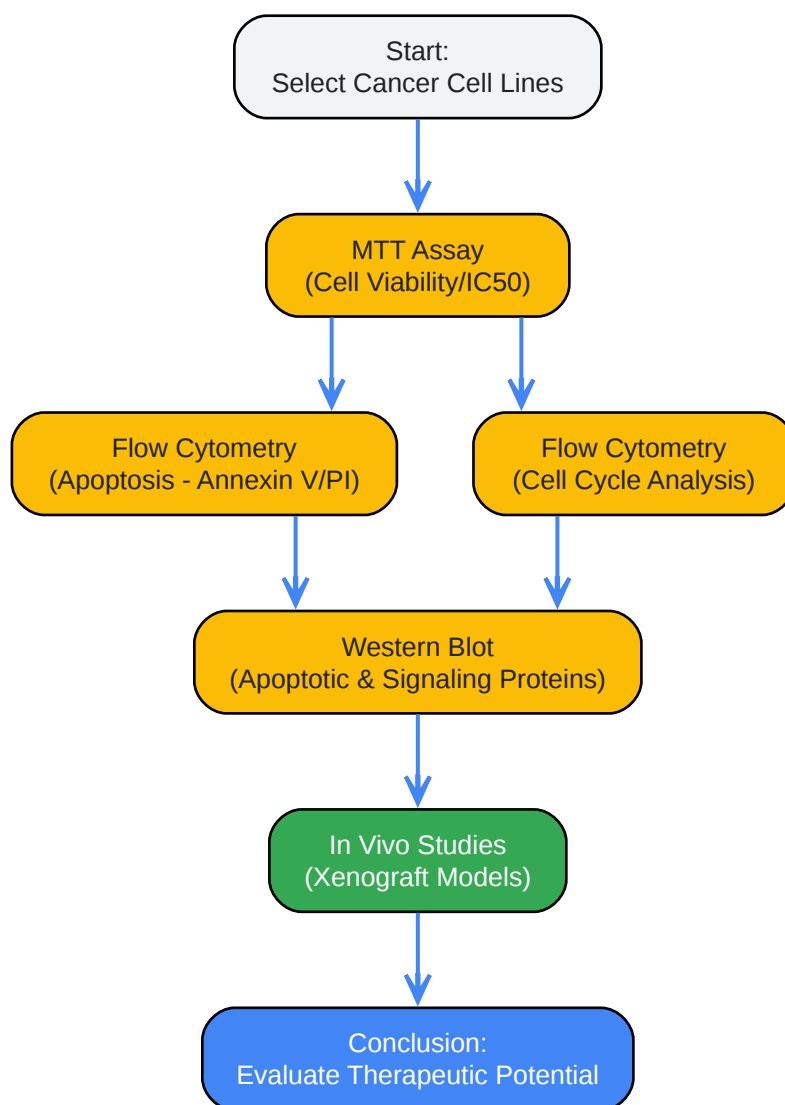 Start:
Select Cancer Cell Lines
MTT Assay
(Cell Viability/IC50)
Flow Cytometry
(Apoptosis - Annexin V/PI)
Flow Cytometry
(Cell Cycle Analysis)
Western Blot
(Apoptotic & Signaling Proteins)
In Vivo Studies
(Xenograft Models)
Conclusion:
Evaluate Therapeutic Potential